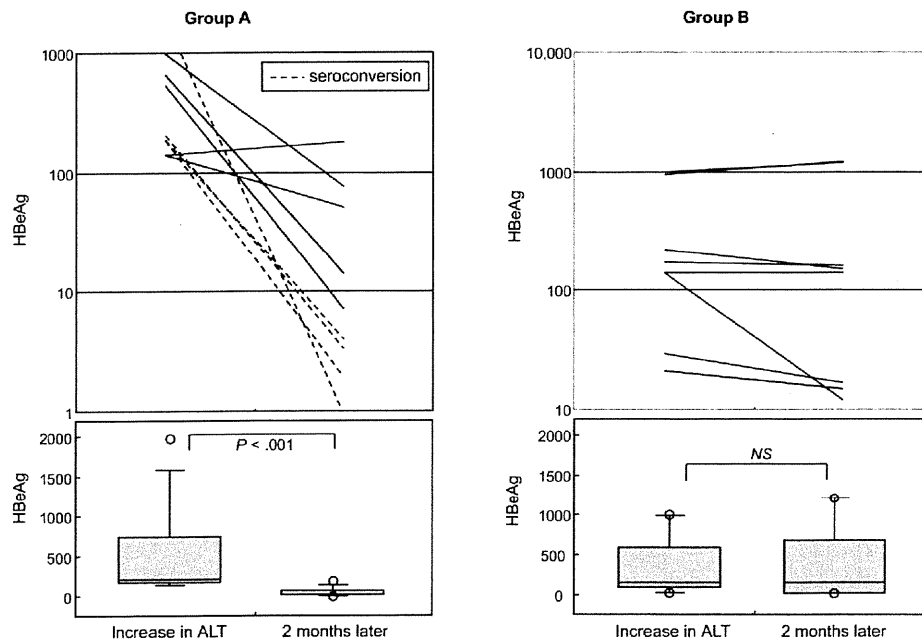 Group A
1000
100
10
1
HBeAg
seroconversion
2000
1500
1000
500
0
HBeAg
P < .001
Increase in ALT
2 months later
Group B
10,000
1000
100
10
HBeAg
2000
1500
1000
500
0
HBeAg
NS
Increase in ALT
2 months later